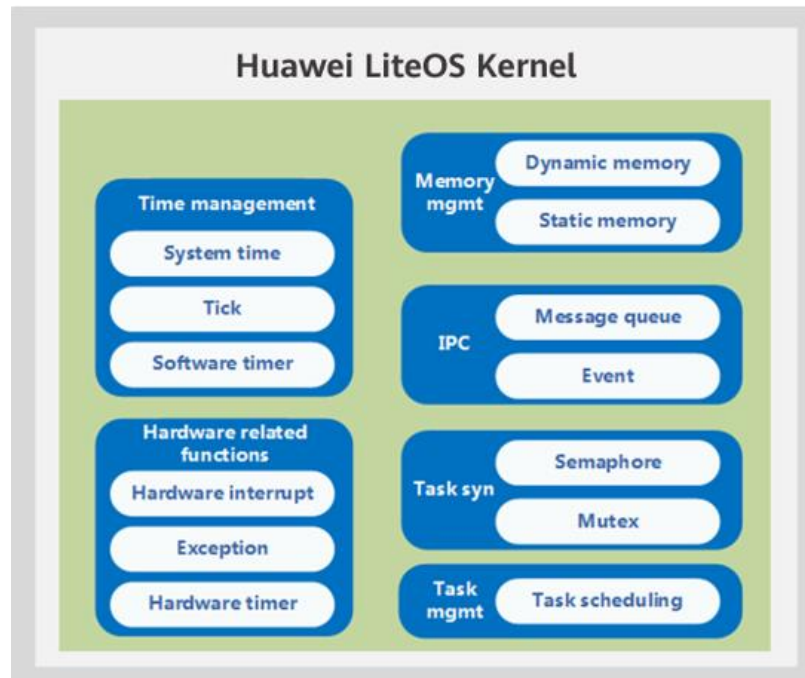 Huawei LiteOS Kernel
Time management
System time
Tick
Software timer
Hardware related
functions
Hardware interrupt
Exception
Hardware timer
Memory
mgmt
Dynamic memory
Static memory
IPC
Message queue
Event
Task syn
Semaphore
Mutex
Task
mgmt
Task scheduling